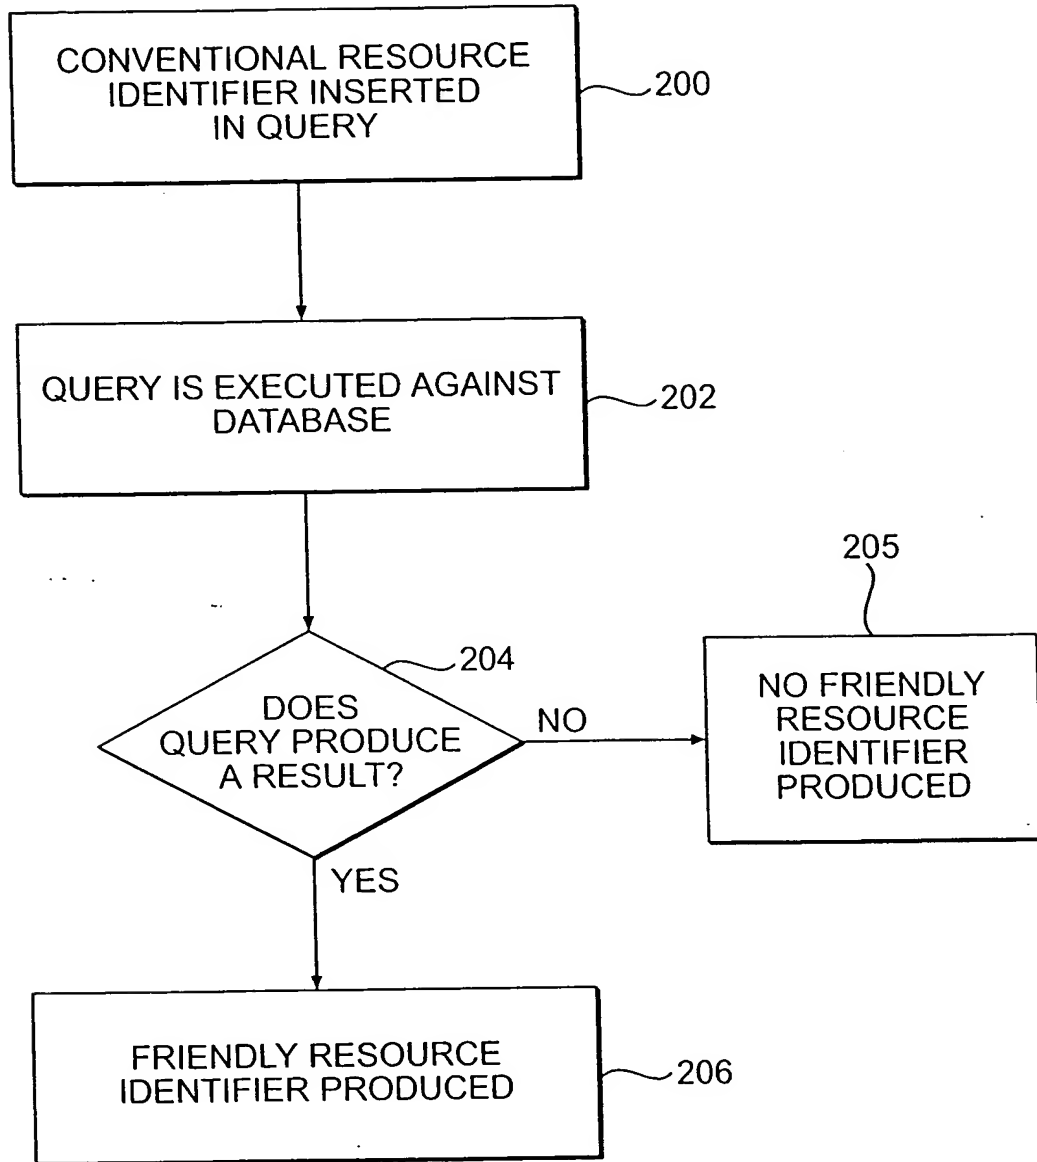 CONVENTIONAL RESOURCE
IDENTIFIER INSERTED
IN QUERY
200
QUERY IS EXECUTED AGAINST
DATABASE
202
205
204
DOES
QUERY PRODUCE
A RESULT?
NO
NO FRIENDLY
RESOURCE
IDENTIFIER
PRODUCED
YES
FRIENDLY RESOURCE
IDENTIFIER PRODUCED
206